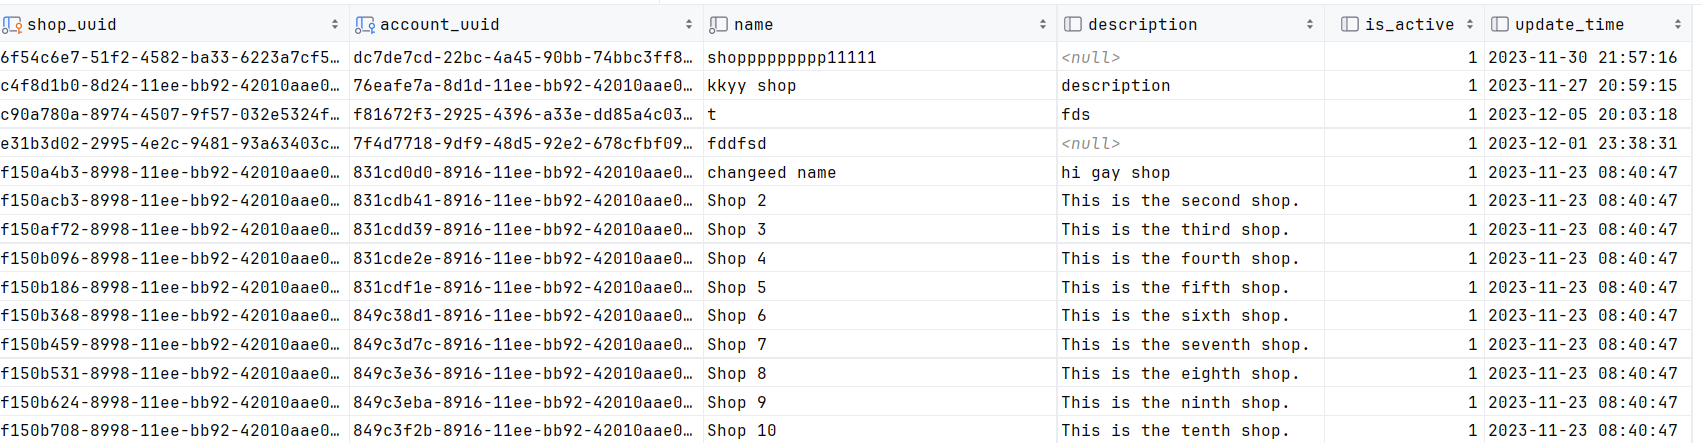 shop_uuid account_uuid name description is_active update_time
6f54c6e7-51f2-4582-ba33-6223a7cf5… dc7de7cd-22bc-4a45-90bb-74bbc3ff8… shopppppppppp11111 <null> 1 2023-11-30 21:57:16
c4f8d1b0-8d24-11ee-bb92-42010aae0… 76eafe7a-8d1d-11ee-bb92-42010aae0… kkyy shop description 1 2023-11-27 20:59:15
c90a780a-8974-4507-9f57-032e5324f… f81672f3-2925-4396-a33e-dd85a4c03… t fds 1 2023-12-05 20:03:18
e31b3d02-2995-4e2c-9481-93a63403c… 7f4d7718-9df9-48d5-92e2-678cfbf09… fddfsd <null> 1 2023-12-01 23:38:31
f150a4b3-8998-11ee-bb92-42010aae0… 831cd0d0-8916-11ee-bb92-42010aae0… changeed name hi gay shop 1 2023-11-23 08:40:47
f150acb3-8998-11ee-bb92-42010aae0… 831cdb41-8916-11ee-bb92-42010aae0… Shop 2 This is the second shop. 1 2023-11-23 08:40:47
f150af72-8998-11ee-bb92-42010aae0… 831cdd39-8916-11ee-bb92-42010aae0… Shop 3 This is the third shop. 1 2023-11-23 08:40:47
f150b096-8998-11ee-bb92-42010aae0… 831cde2e-8916-11ee-bb92-42010aae0… Shop 4 This is the fourth shop. 1 2023-11-23 08:40:47
f150b186-8998-11ee-bb92-42010aae0… 831cdf1e-8916-11ee-bb92-42010aae0… Shop 5 This is the fifth shop. 1 2023-11-23 08:40:47
f150b368-8998-11ee-bb92-42010aae0… 849c38d1-8916-11ee-bb92-42010aae0… Shop 6 This is the sixth shop. 1 2023-11-23 08:40:47
f150b459-8998-11ee-bb92-42010aae0… 849c3d7c-8916-11ee-bb92-42010aae0… Shop 7 This is the seventh shop. 1 2023-11-23 08:40:47
f150b531-8998-11ee-bb92-42010aae0… 849c3e36-8916-11ee-bb92-42010aae0… Shop 8 This is the eighth shop. 1 2023-11-23 08:40:47
f150b624-8998-11ee-bb92-42010aae0… 849c3eba-8916-11ee-bb92-42010aae0… Shop 9 This is the ninth shop. 1 2023-11-23 08:40:47
f150b708-8998-11ee-bb92-42010aae0… 849c3f2b-8916-11ee-bb92-42010aae0… Shop 10 This is the tenth shop. 1 2023-11-23 08:40:47